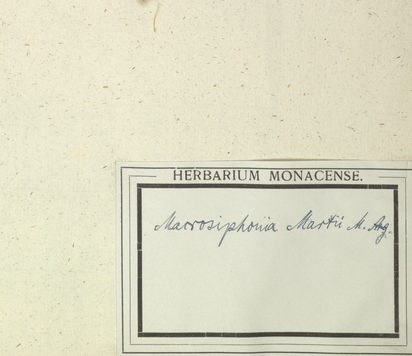 HERBARIUM MONACENSE.
Macrosiphonia Martii M. Arg.